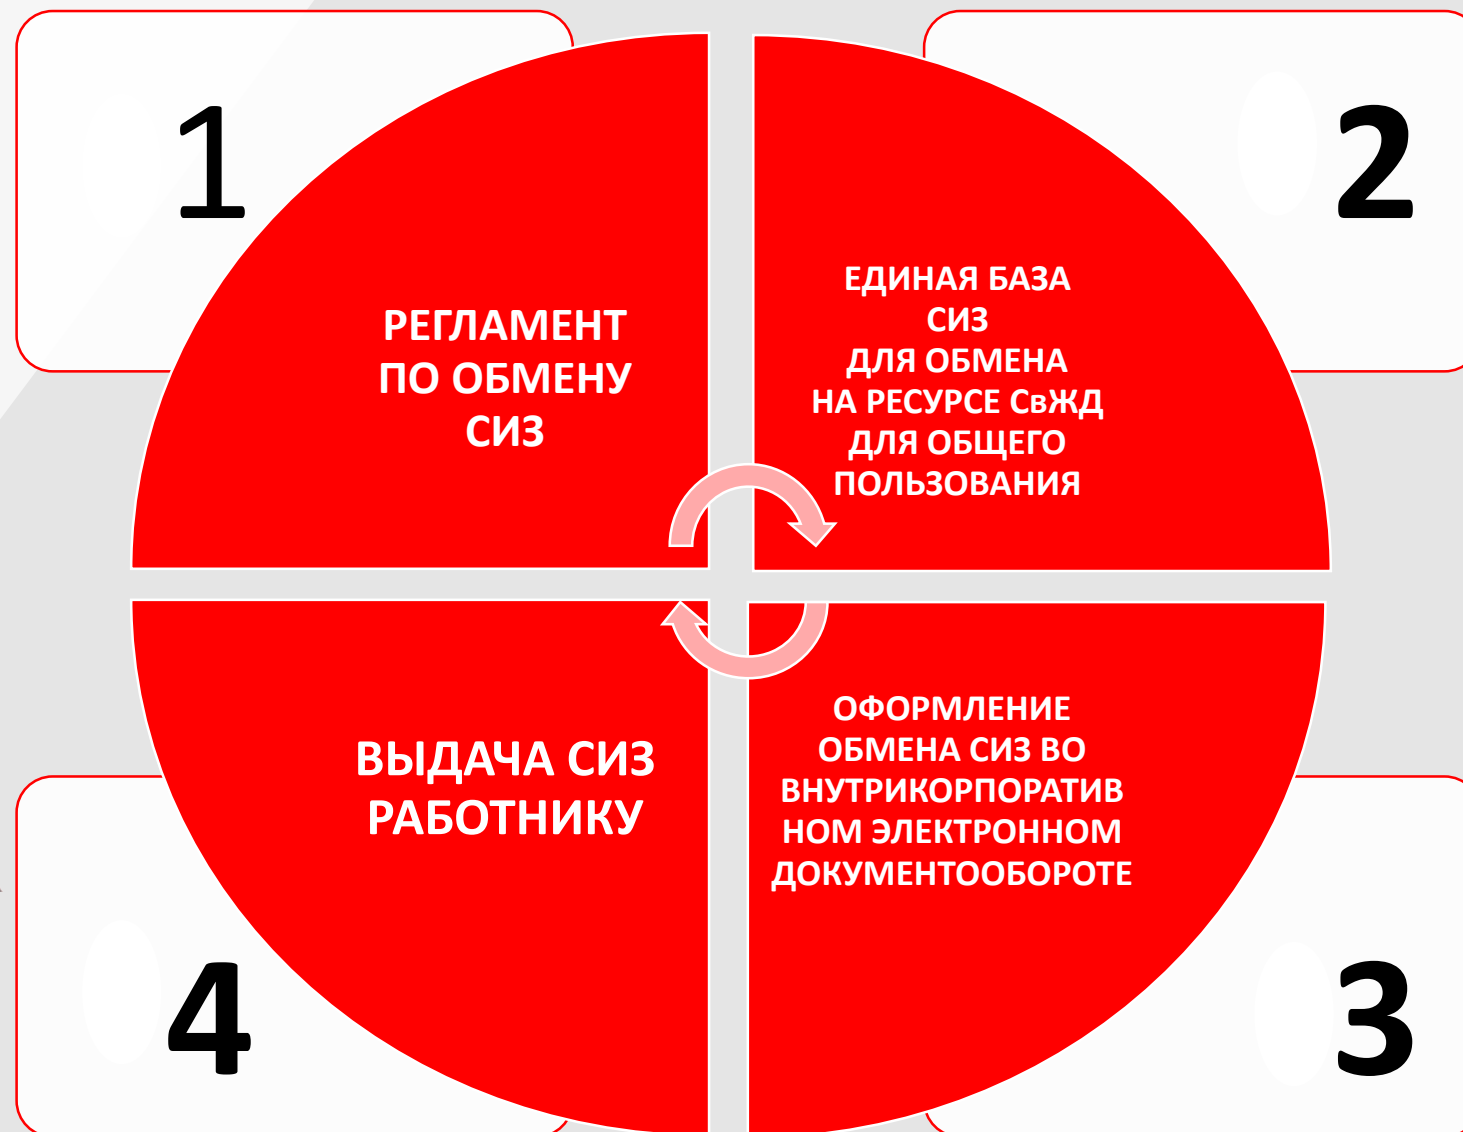 1
РЕГЛАМЕНТ
ПО ОБМЕНУ
СИЗ
2
ЕДИНАЯ БАЗА
СИЗ
ДЛЯ ОБМЕНА
НА РЕСУРСЕ СвЖД
ДЛЯ ОБЩЕГО
ПОЛЬЗОВАНИЯ
3
ОФОРМЛЕНИЕ
ОБМЕНА СИЗ ВО
ВНУТРИКОРПОРАТИВ
НОМ ЭЛЕКТРОННОМ
ДОКУМЕНТООБОРОТЕ
4
ВЫДАЧА СИЗ
РАБОТНИКУ